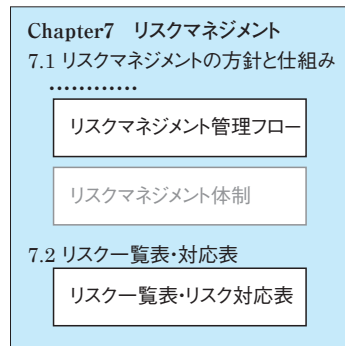 Chapter7　リスクマネジメント
7.1 リスクマネジメントの方針と仕組み
…………
リスクマネジメント管理フロー
リスクマネジメント体制
7.2 リスク一覧表・対応表
リスク一覧表・リスク対応表